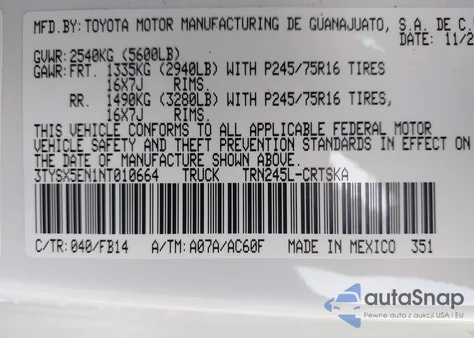 MFD.BY: TOYOTA MOTOR MANUFACTURING DE GUANAJUATO, S.A. DE C.
DATE: 11/2
GVWR: 2540KG (5600LB)
GAWR: FRT. 1335KG (2940LB) WITH P245/75R16 TIRES
16X7J RIMS.
RR. 1490KG (3280LB) WITH P245/75R16 TIRES
16X7J RIMS.
THIS VEHICLE CONFORMS TO ALL APPLICABLE FEDERAL MOTOR
VEHICLE SAFETY AND THEFT PREVENTION STANDARDS IN EFFECT ON
THE DATE OF MANUFACTURE SHOWN ABOVE.
3TYSX5EN1NT010664 TRUCK TRN245L-CRTSKA
C/TR: 040/FB14 A/TM: A07A/AC60F MADE IN MEXICO 351
autoSnap
Pewne auta z aukcji USA i EU